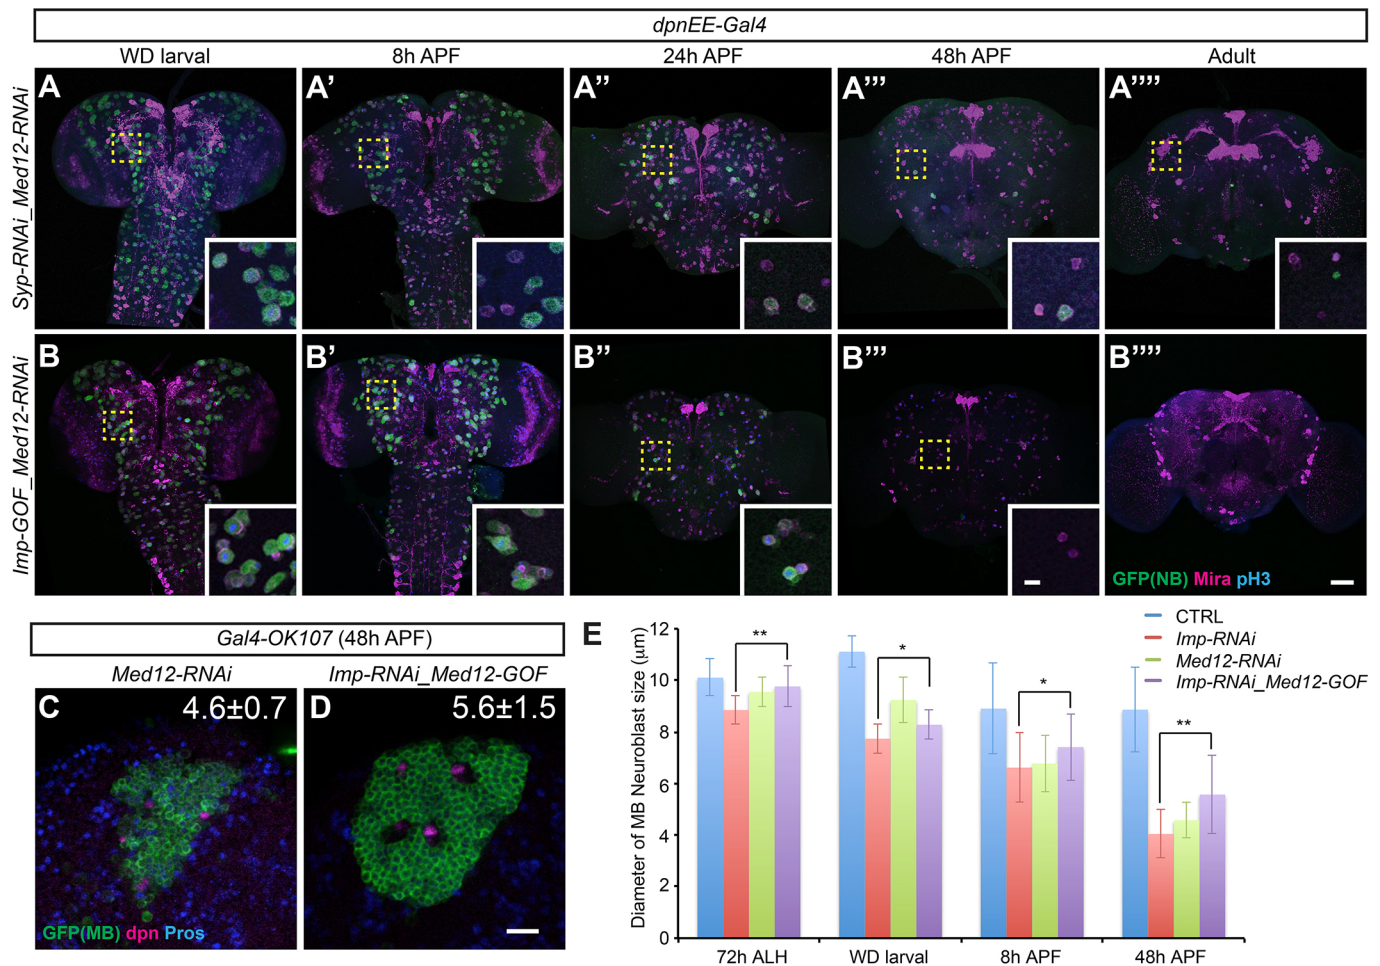 dpnEE-Gal4
WD larval 8h APF 24h APF 48h APF Adult
Syp-RNAi_Med12-RNAi
A A’ A’’ A’’’ A’’’’
Imp-GOF_Med12-RNAi
B B’ B’’ B’’’ B’’’’
GFP(NB) Mira pH3
Gal4-OK107 (48h APF)
Med12-RNAi Imp-RNAi_Med12-GOF
C 4.6±0.7 D 5.6±1.5
GFP(MB) dpn Pros
E
CTRL
Imp-RNAi
Med12-RNAi
Imp-RNAi_Med12-GOF
Diameter of MB Neuroblast size (μm)
12
10
8
6
4
2
0
** * * **
72h ALH WD larval 8h APF 48h APF